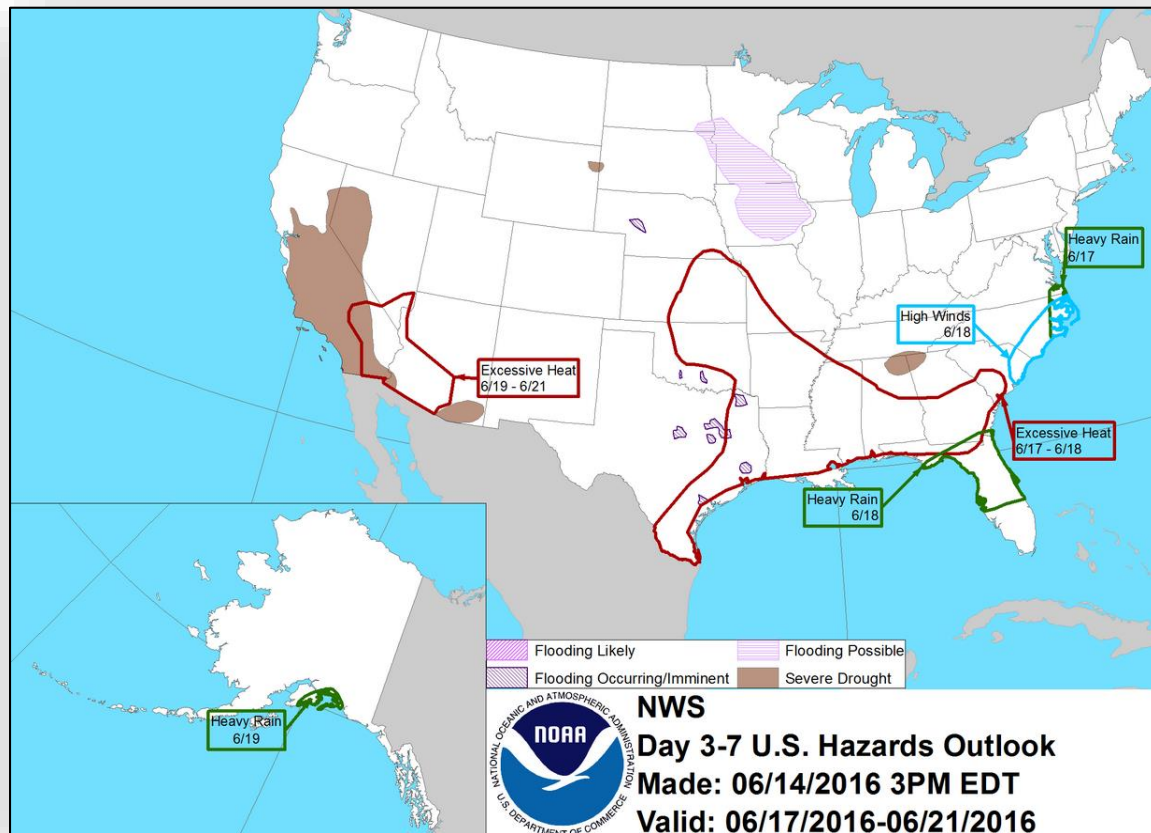 Heavy Rain
6/17
High Winds
6/18
Excessive Heat
6/19 - 6/21
Excessive Heat
6/17 - 6/18
Heavy Rain
6/18
Heavy Rain
6/19
Flooding Likely
Flooding Possible
Flooding Occurring/Imminent
Severe Drought
NATIONAL OCEANIC AND ATMOSPHERIC ADMINISTRATION
NOAA
U.S. DEPARTMENT OF COMMERCE
NWS
Day 3-7 U.S. Hazards Outlook
Made: 06/14/2016 3PM EDT
Valid: 06/17/2016-06/21/2016